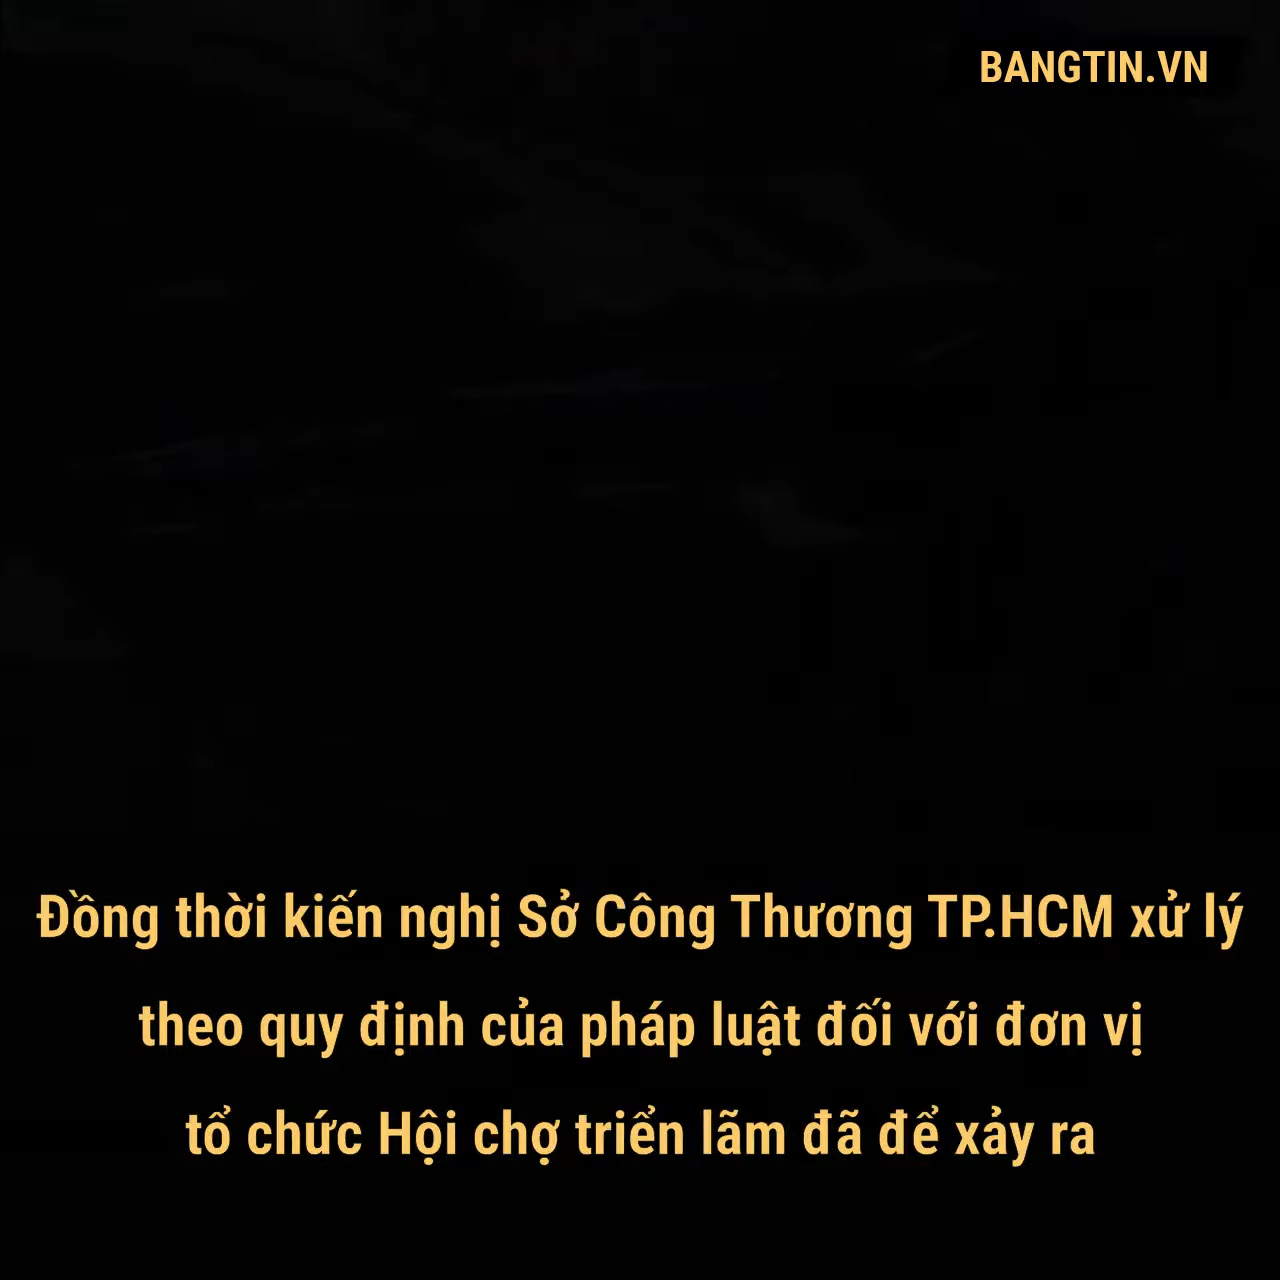 BANGTIN.VN
Đồng thời kiến nghị Sở Công Thương TP.HCM xử lý
theo quy định của pháp luật đối với đơn vị
tổ chức Hội chợ triển lãm đã để xảy ra